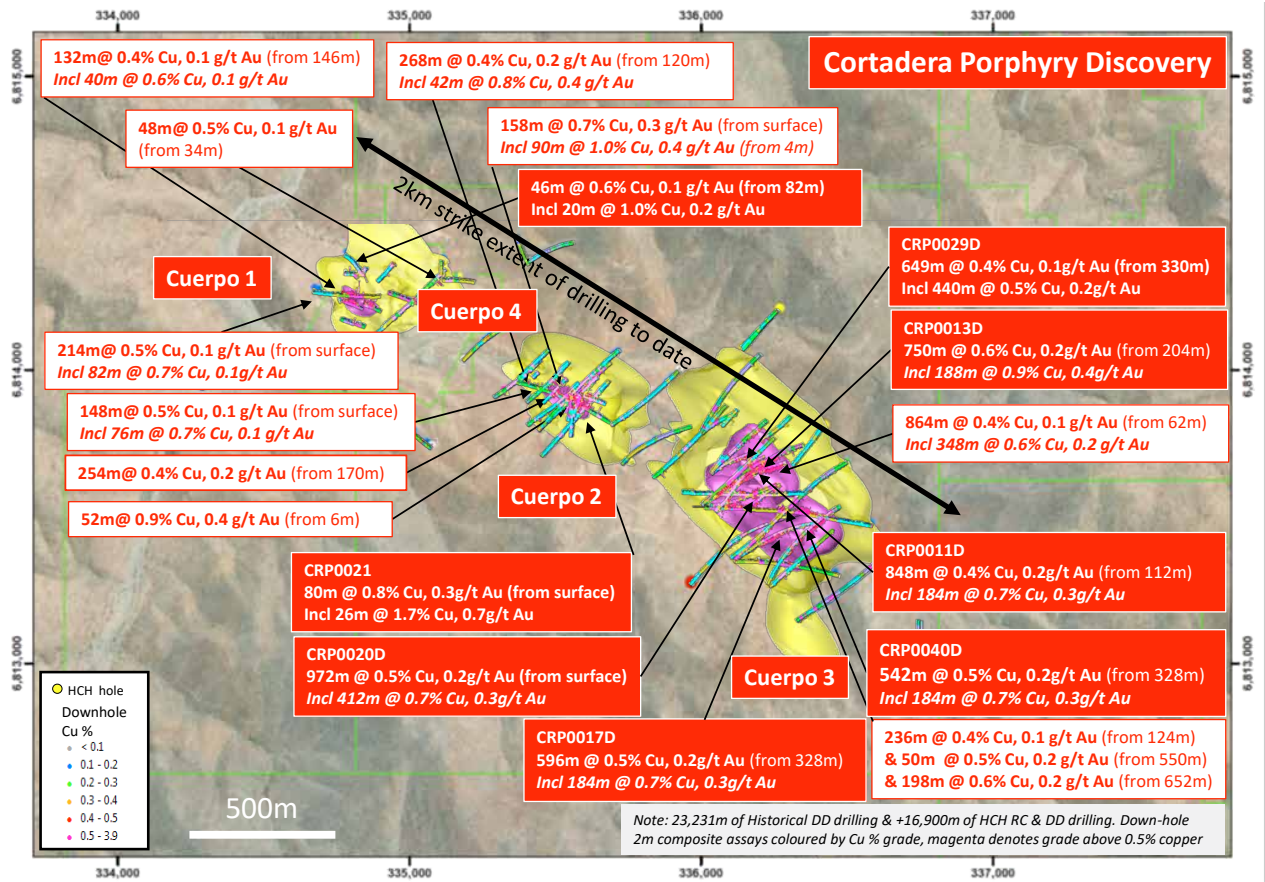 334,000 335,000 336,000 337,000
Cortadera Porphyry Discovery
6,815,000
6,815,000
132m @ 0.4% Cu, 0.1 g/t Au (from 146m)
Incl 40m @ 0.6% Cu, 0.1 g/t Au
268m @ 0.4% Cu, 0.2 g/t Au (from 120m)
Incl 42m @ 0.8% Cu, 0.4 g/t Au
48m@ 0.5% Cu, 0.1 g/t Au
(from 34m)
158m @ 0.7% Cu, 0.3 g/t Au (from surface)
Incl 90m @ 1.0% Cu, 0.4 g/t Au (from 4m)
46m @ 0.6% Cu, 0.1 g/t Au (from 82m)
Incl 20m @ 1.0% Cu, 0.2 g/t Au
2km strike extent of drilling to date
Cuerpo 1
Cuerpo 4
CRP0029D
649m @ 0.4% Cu, 0.1g/t Au (from 330m)
Incl 440m @ 0.5% Cu, 0.2g/t Au
CRP0013D
750m @ 0.6% Cu, 0.2g/t Au (from 204m)
Incl 188m @ 0.9% Cu, 0.4g/t Au
6,814,000
6,814,000
214m @ 0.5% Cu, 0.1 g/t Au (from surface)
Incl 82m @ 0.7% Cu, 0.1g/t Au
148m @ 0.5% Cu, 0.1 g/t Au (from surface)
Incl 76m @ 0.7% Cu, 0.1 g/t Au
864m @ 0.4% Cu, 0.1 g/t Au (from 62m)
Incl 348m @ 0.6% Cu, 0.2 g/t Au
254m @ 0.4% Cu, 0.2 g/t Au (from 170m)
52m@ 0.9% Cu, 0.4 g/t Au (from 6m)
Cuerpo 2
CRP0021
80m @ 0.8% Cu, 0.3g/t Au (from surface)
Incl 26m @ 1.7% Cu, 0.7g/t Au
CRP0011D
848m @ 0.4% Cu, 0.2g/t Au (from 112m)
Incl 184m @ 0.7% Cu, 0.3g/t Au
CRP0020D
972m @ 0.5% Cu, 0.2g/t Au (from surface)
Incl 412m @ 0.7% Cu, 0.3g/t Au
Cuerpo 3
CRP0040D
542m @ 0.5% Cu, 0.2g/t Au (from 328m)
Incl 184m @ 0.7% Cu, 0.3g/t Au
6,813,000
6,813,000
CRP0017D
596m @ 0.5% Cu, 0.2g/t Au (from 328m)
Incl 184m @ 0.7% Cu, 0.3g/t Au
236m @ 0.4% Cu, 0.1 g/t Au (from 124m)
& 50m @ 0.5% Cu, 0.2 g/t Au (from 550m)
& 198m @ 0.6% Cu, 0.2 g/t Au (from 652m)
HCH hole
Downhole
Cu %
< 0.1
0.1 - 0.2
0.2 - 0.3
0.3 - 0.4
0.4 - 0.5
0.5 - 3.9
500m
Note: 23,231m of Historical DD drilling & +16,900m of HCH RC & DD drilling. Down-hole
2m composite assays coloured by Cu % grade, magenta denotes grade above 0.5% copper
334,000 335,000 336,000 337,000